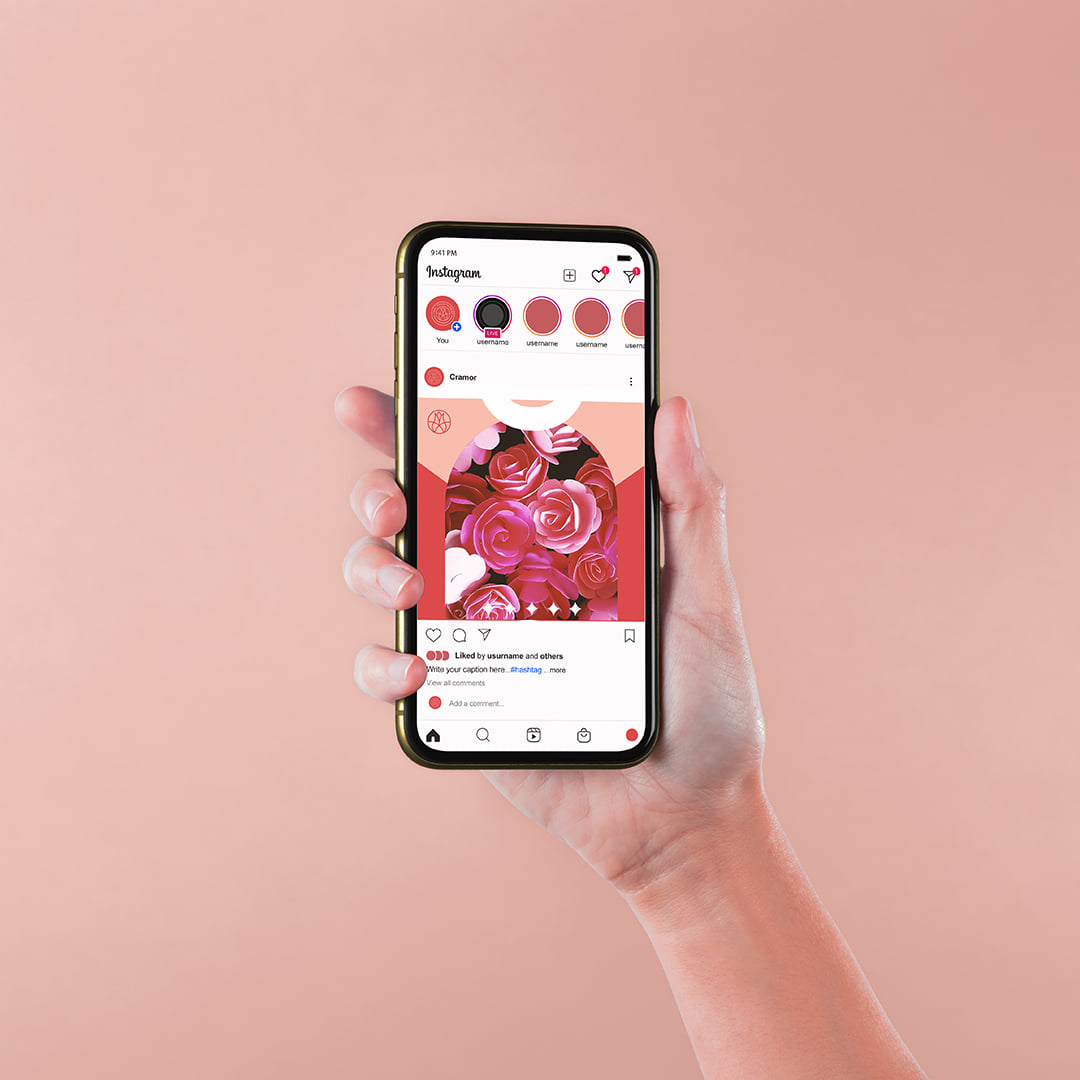 9:41 PM
Instagram
1
1
LIVE
You
username
username
username
usern
Cramor
Liked by usurname and others
Write your caption here...#hashtag ...more
View all comments
Add a comment...